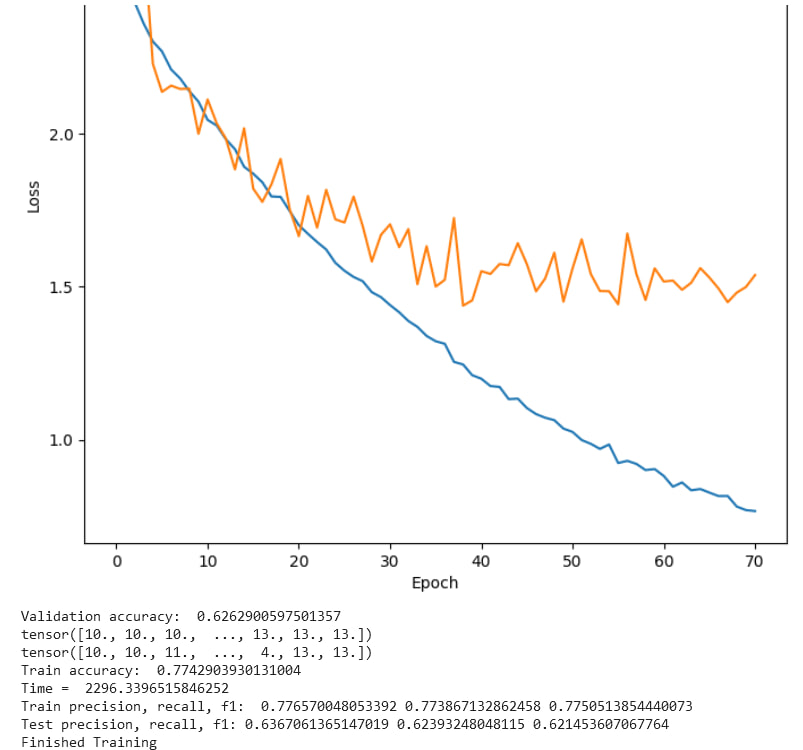 2.0
Loss
1.5
1.0
0 10 20 30 40 50 60 70
Epoch
Validation accuracy:  0.6262900597501357
tensor([10., 10., 10.,  ..., 13., 13., 13.])
tensor([10., 10., 11.,  ...,  4., 13., 13.])
Train accuracy:  0.7742903930131004
Time =  2296.3396515846252
Train precision, recall, f1:  0.776570048053392 0.773867132862458 0.7750513854440073
Test precision, recall, f1: 0.6367061365147019 0.62393248048115 0.621453607067764
Finished Training